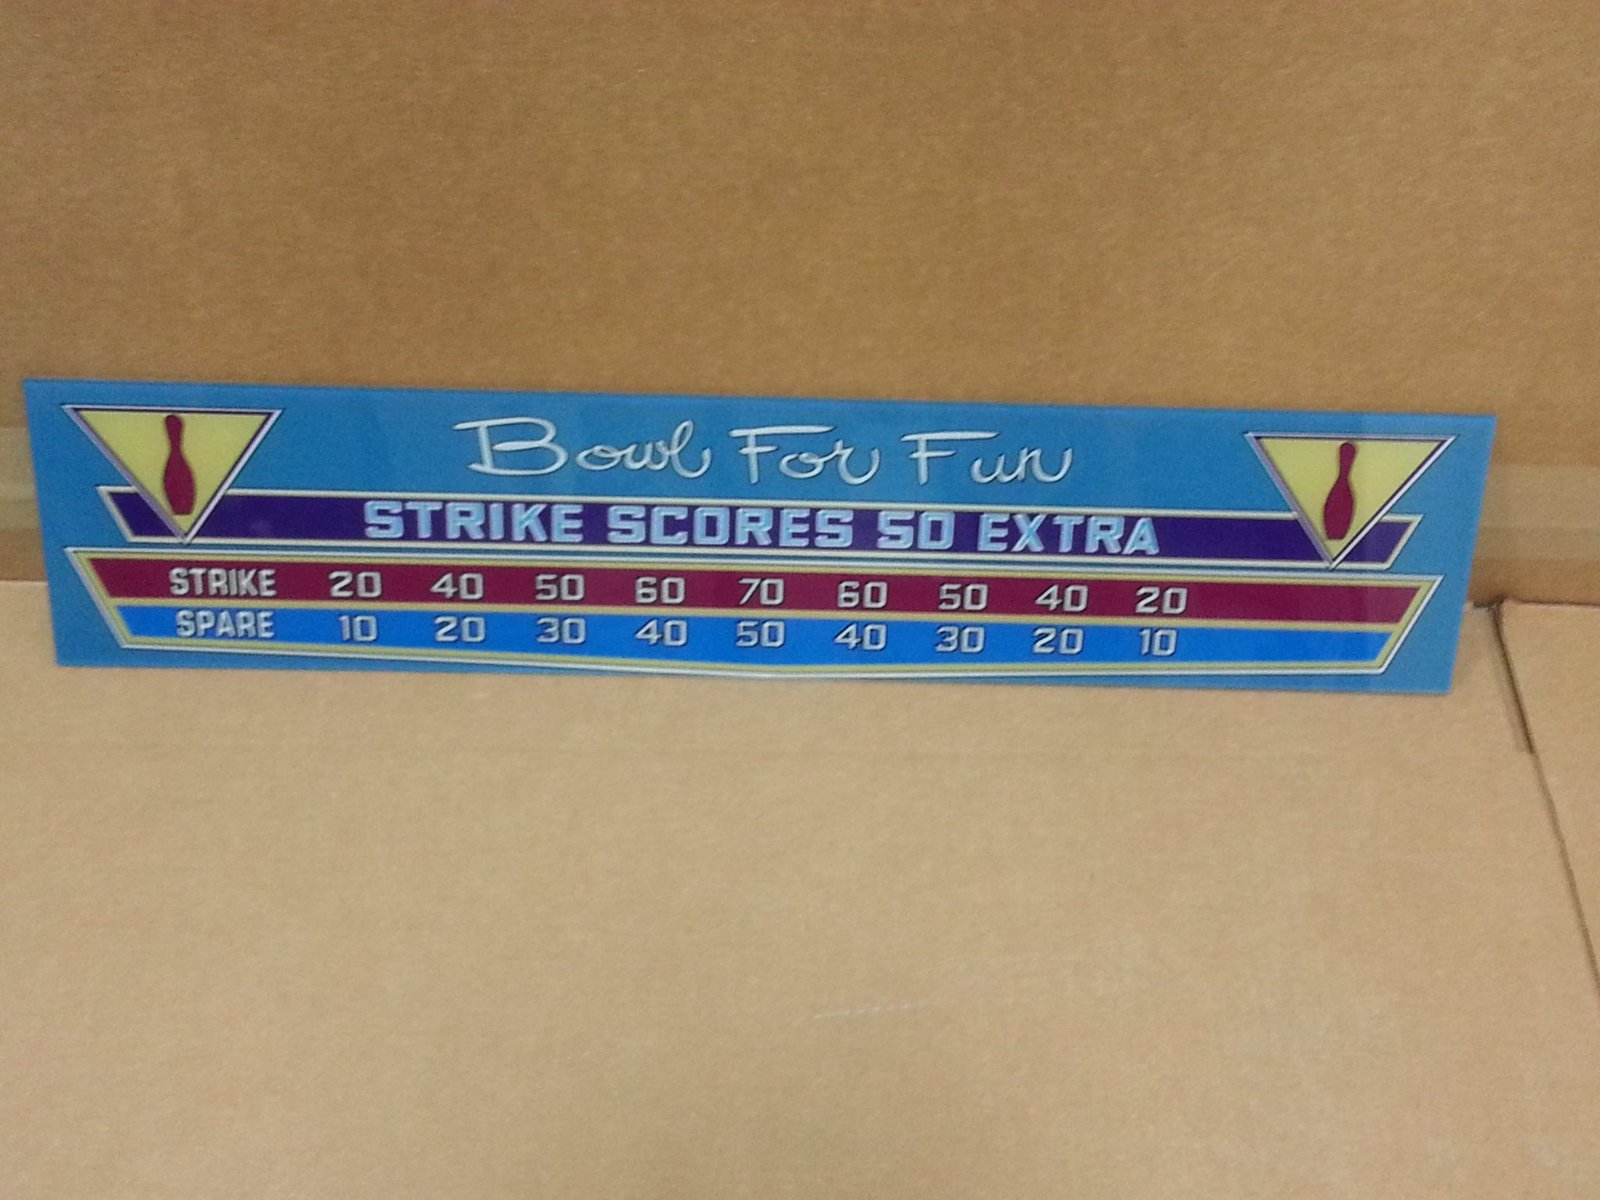 Bowl For Fun
STRIKE SCORES 50 EXTRA
STRIKE 20 40 50 60 70 60 50 40 20
SPARE 10 20 30 40 50 40 30 20 10